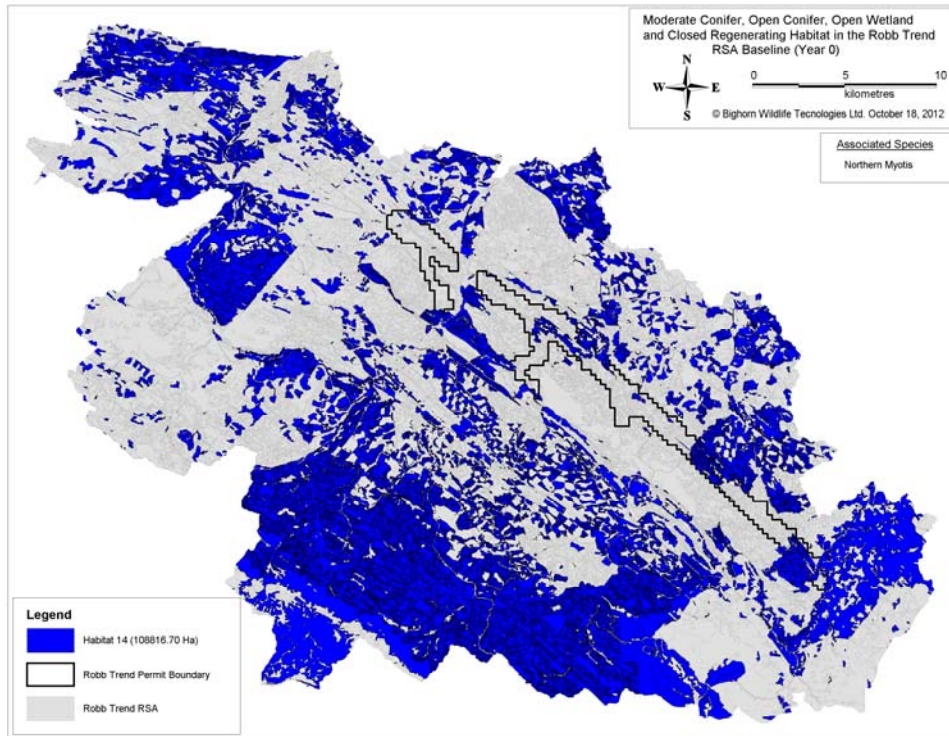 Moderate Conifer, Open Conifer, Open Wetland
and Closed Regenerating Habitat in the Robb Trend
RSA Baseline (Year 0)
N
W E
S
0 5 10
kilometres
© Bighorn Wildlife Tecnologies Ltd. October 18, 2012
Associated Species
Northern Myotis
Legend
Habitat 14 (108816.70 Ha)
Robb Trend Permit Boundary
Robb Trend RSA